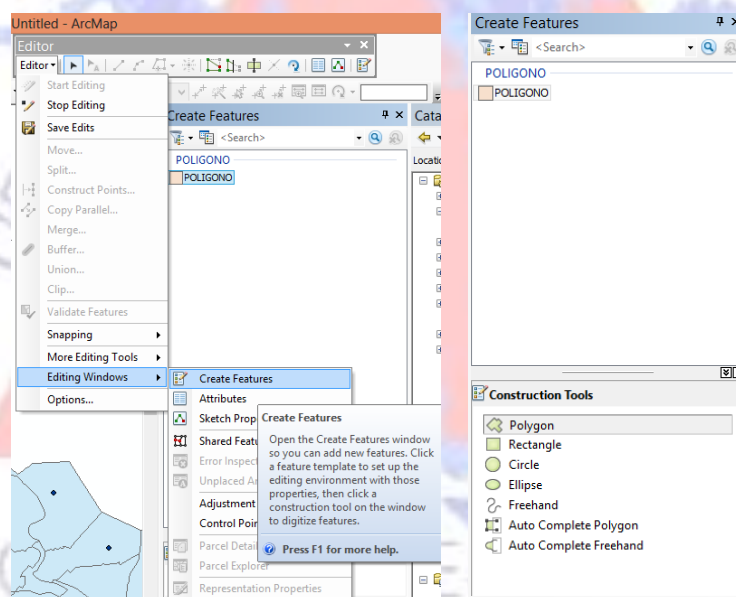 Untitled - ArcMap
Editor
Editor
Start Editing
Stop Editing
Save Edits
Move...
Split...
Construct Points...
Copy Parallel...
Merge...
Buffer...
Union...
Clip...
Validate Features
Snapping
More Editing Tools
Editing Windows
Options...
Create Features
<Search>
POLIGONO
POLIGONO
Create Features
Attributes
Sketch Prop
Shared Featu
Error Inspect
Unplaced An
Adjustment
Control Poin
Parcel Detail
Parcel Explorer
Representation Properties
Create Features
Open the Create Features window
so you can add new features. Click
a feature template to set up the
editing environment with those
properties, then click a
construction tool on the window
to digitize features.
Press F1 for more help.
Cata
Locatio
Create Features
<Search>
POLIGONO
POLIGONO
Construction Tools
Polygon
Rectangle
Circle
Ellipse
Freehand
Auto Complete Polygon
Auto Complete Freehand